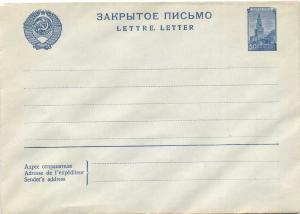 ЗАКРЫТОЕ ПИСЬМО
LETTRE. LETTER
Адрес отправителя
Adresse de l'expéditeur
Sender's address